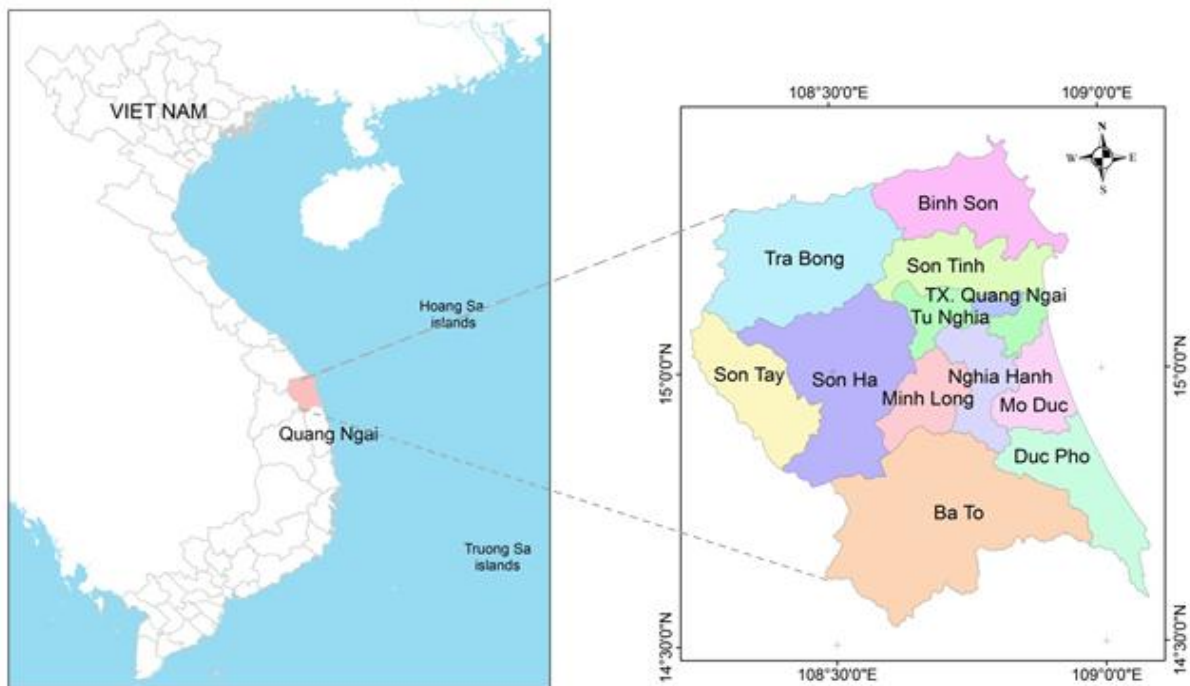 VIET NAM
Hoang Sa
islands
Quang Ngai
Truong Sa
islands
108°30'0"E
109°0'0"E
N
W
E
S
Binh Son
Tra Bong
Son Tinh
TX. Quang Ngai
Tu Nghia
15°0'0"N
15°0'0"N
Son Tay
Son Ha
Nghia Hanh
Minh Long
Mo Duc
Duc Pho
Ba To
14°30'0"N
14°30'0"N
108°30'0"E
109°0'0"E